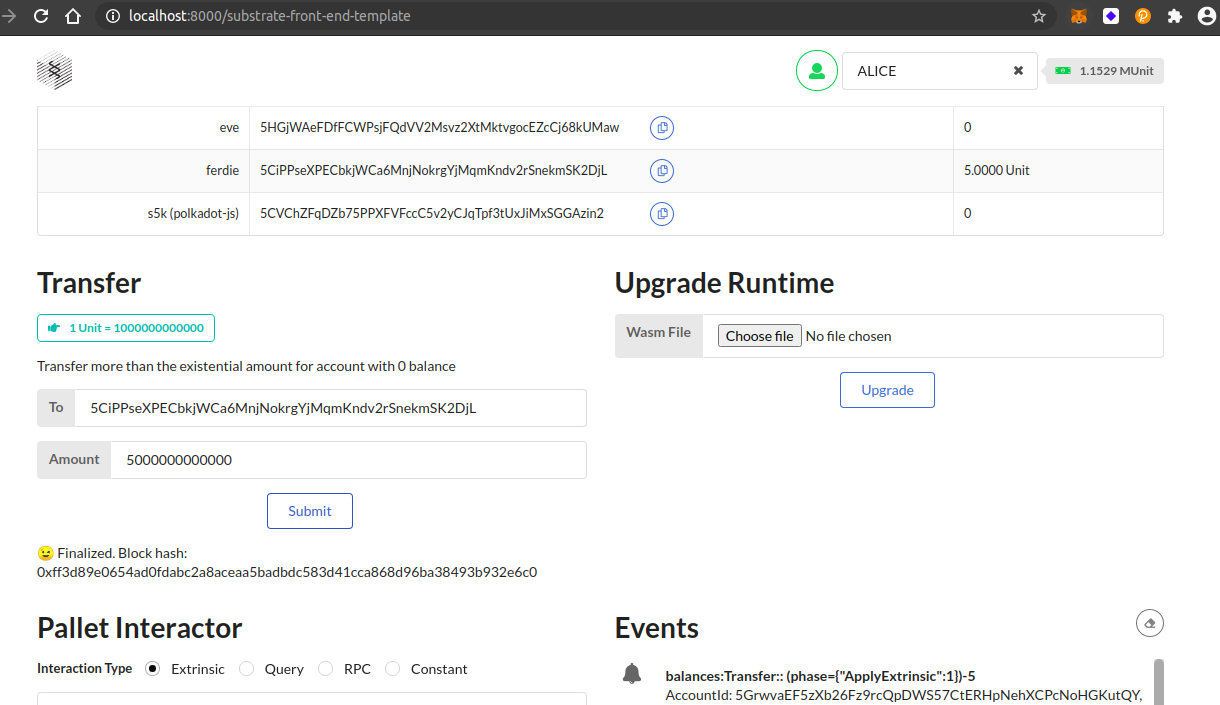 localhost:8000/substrate-front-end-template
ALICE
1.1529 MUnit
eve 5HGjWAeFDfFCWPsjFQdVV2Msvz2XtMktvgocEZcCj68kUMaw 0
ferdie 5CiPPseXPECbkjWCa6MnjNokrgYjMqmKndv2rSnekmSK2DjL 5.0000 Unit
s5k (polkadot-js) 5CVChZFqDZb75PPXFVFccC5v2yCJqTpf3tUxJiMxSGGAzin2 0
Transfer
1 Unit = 1000000000000
Transfer more than the existential amount for account with 0 balance
To 5CiPPseXPECbkjWCa6MnjNokrgYjMqmKndv2rSnekmSK2DjL
Amount 5000000000000
Submit
😉 Finalized. Block hash:
0xff3d89e0654ad0fdabc2a8aceaa5badbdc583d41cca868d96ba38493b932e6c0
Upgrade Runtime
Wasm File Choose file No file chosen
Upgrade
Pallet Interactor
Interaction Type Extrinsic Query RPC Constant
Events
balances:Transfer:: (phase={"ApplyExtrinsic":1})-5
AccountId: 5GrwvaEF5zXb26Fz9rcQpDWS57CtERHpNehXCPcNoHGKutQY,